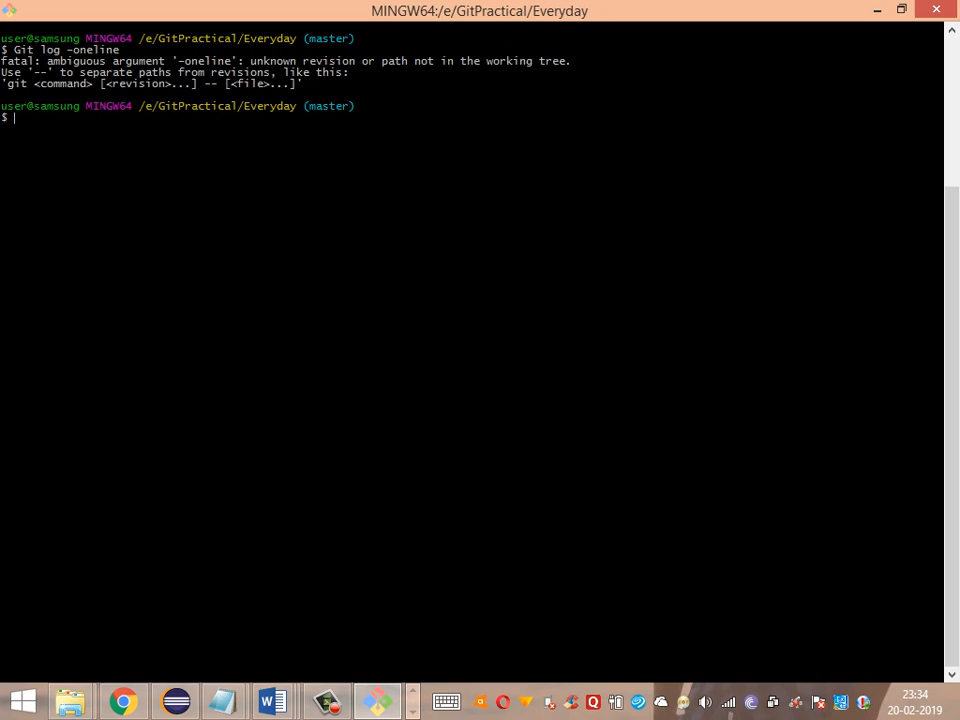 MINGW64:/e/GitPractical/Everyday
user@samsung MINGW64 /e/GitPractical/Everyday (master)
$ Git log –oneline
fatal: ambiguous argument '–oneline': unknown revision or path not in the working tree.
Use '--' to separate paths from revisions, like this:
'git <command> [<revision>...] -- [<file>...]'
user@samsung MINGW64 /e/GitPractical/Everyday (master)
$
23:34
20-02-2019